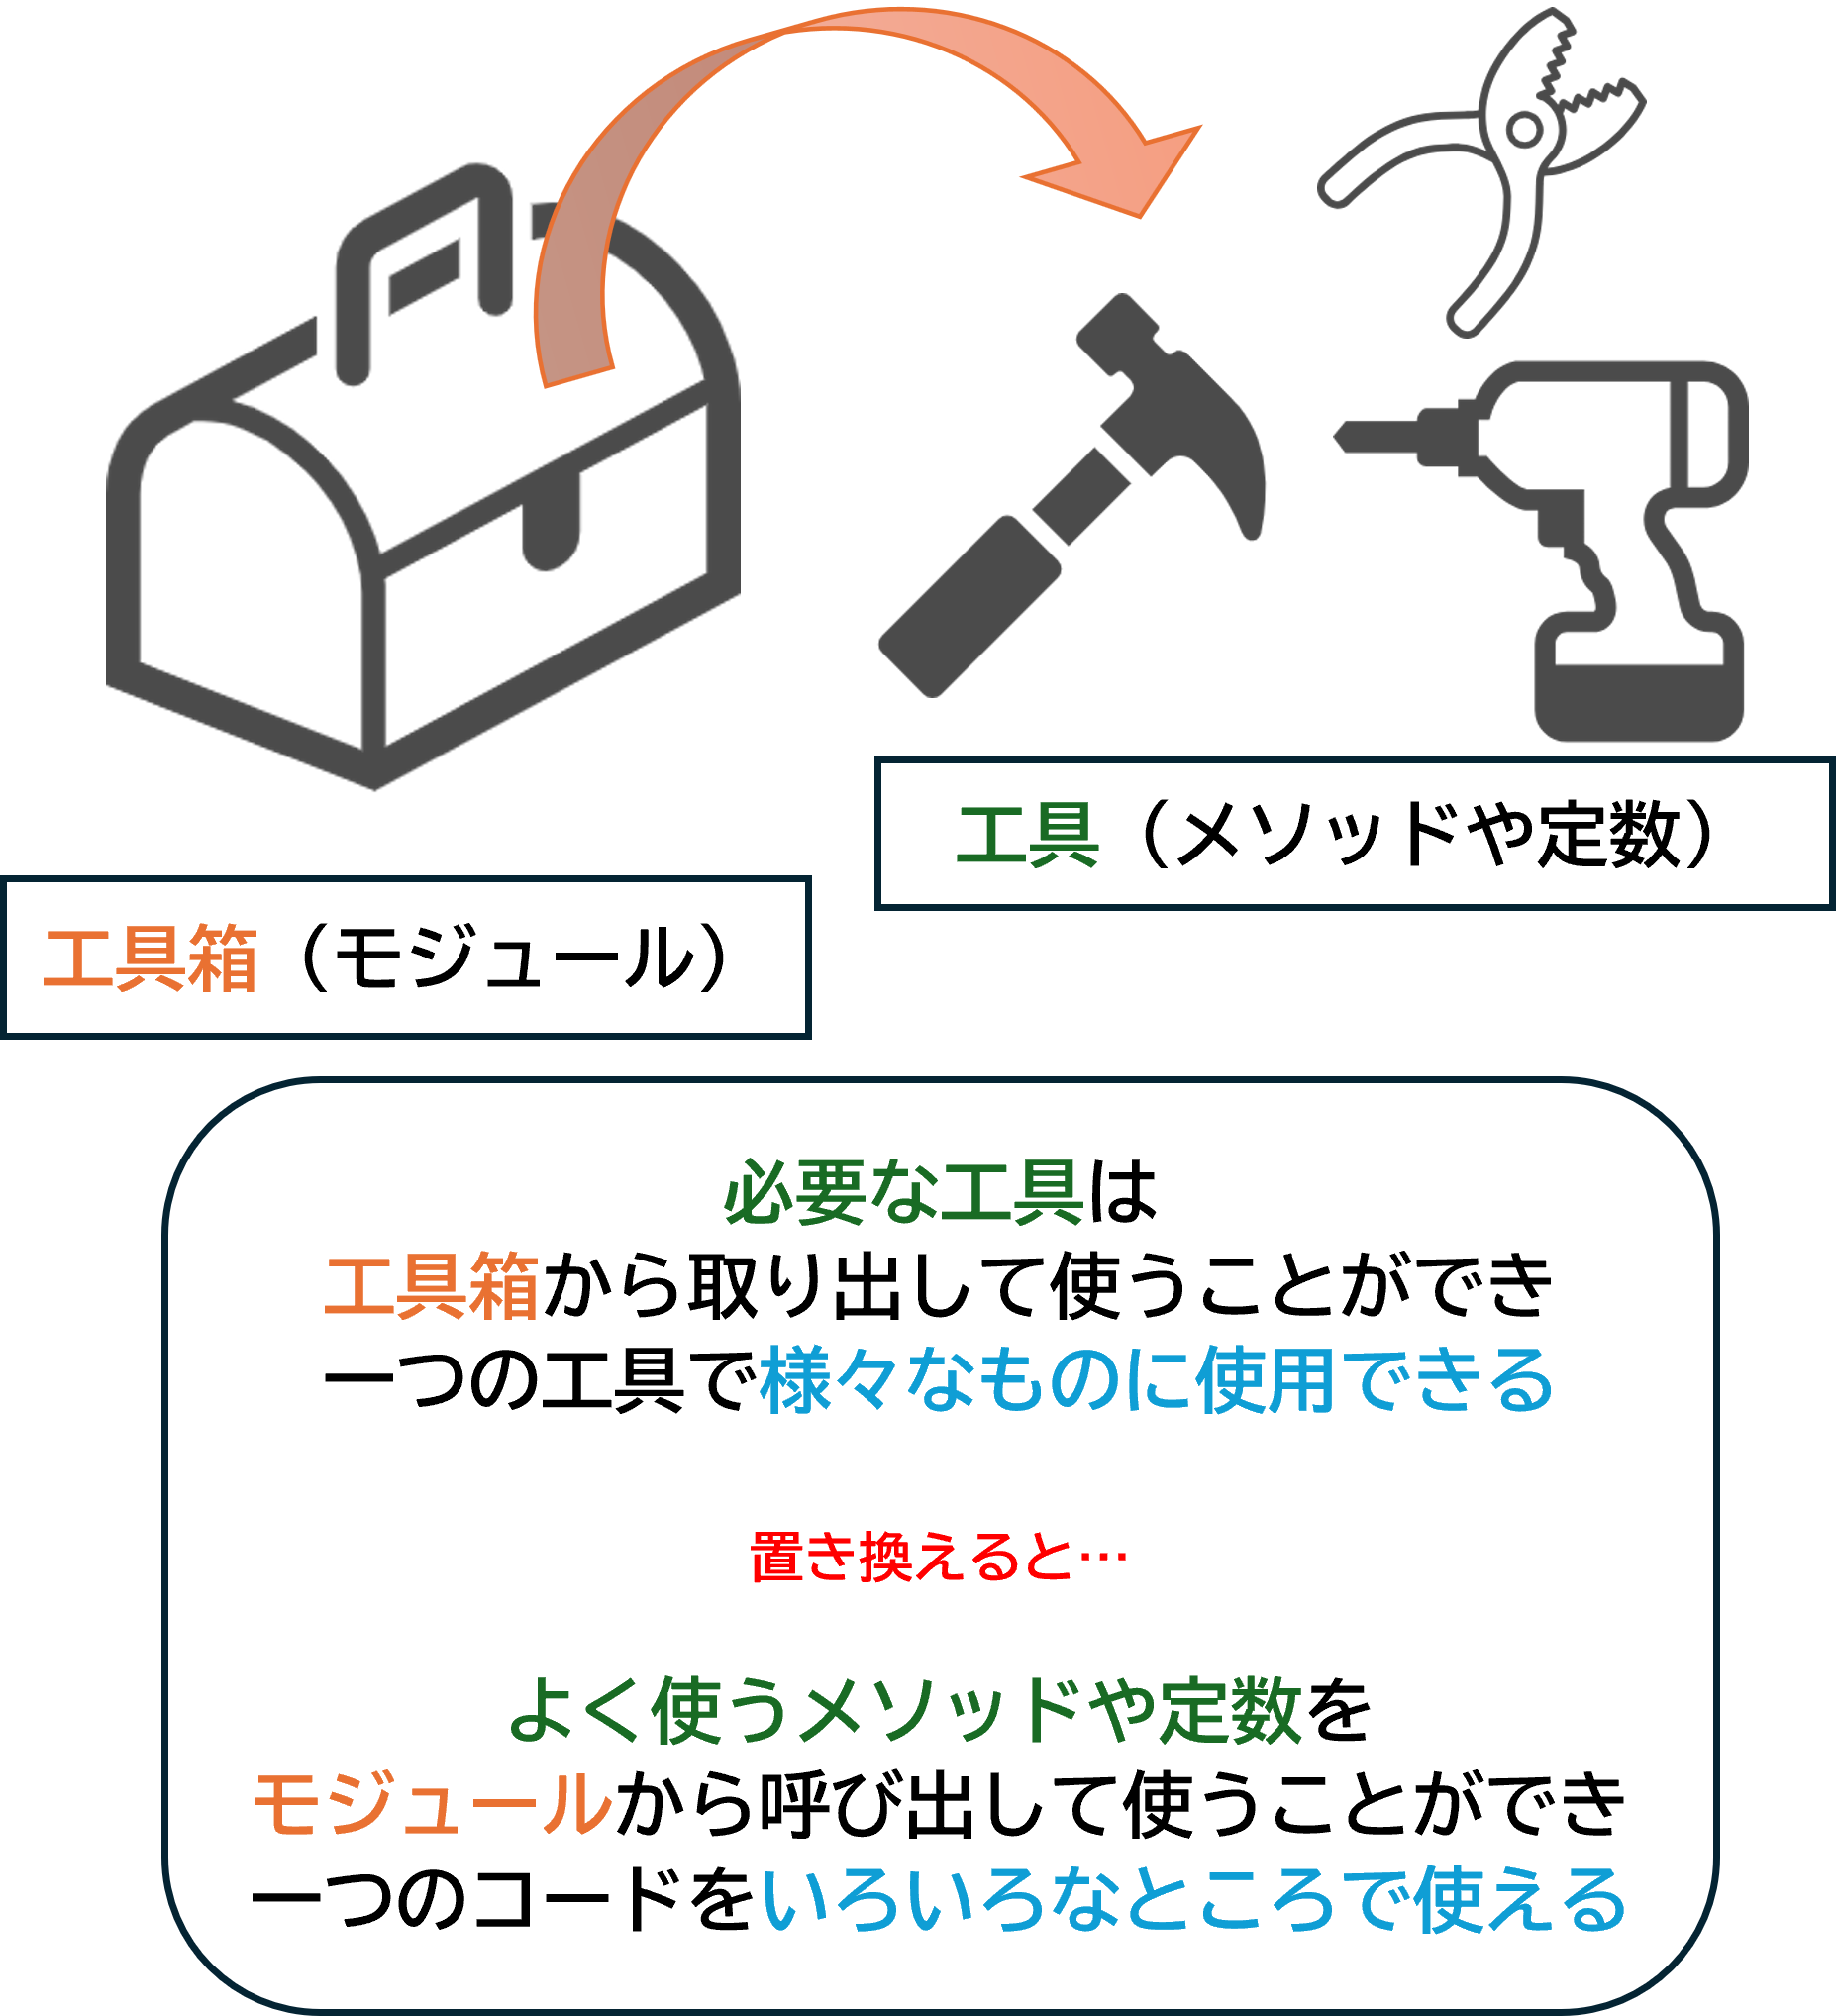 工具（メソッドや定数）
工具箱（モジュール）
必要な工具は
工具箱から取り出して使うことができ
一つの工具で様々なものに使用できる
置き換えると…
よく使うメソッドや定数を
モジュールから呼び出して使うことができ
一つのコードをいろいろなところで使える